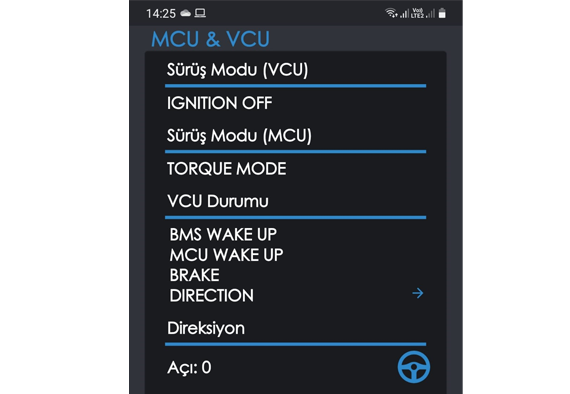 14:25
Vo))
LTE2
MCU & VCU
Sürüş Modu (VCU)
IGNITION OFF
Sürüş Modu (MCU)
TORQUE MODE
VCU Durumu
BMS WAKE UP
MCU WAKE UP
BRAKE
DIRECTION
Direksiyon
Açı: 0